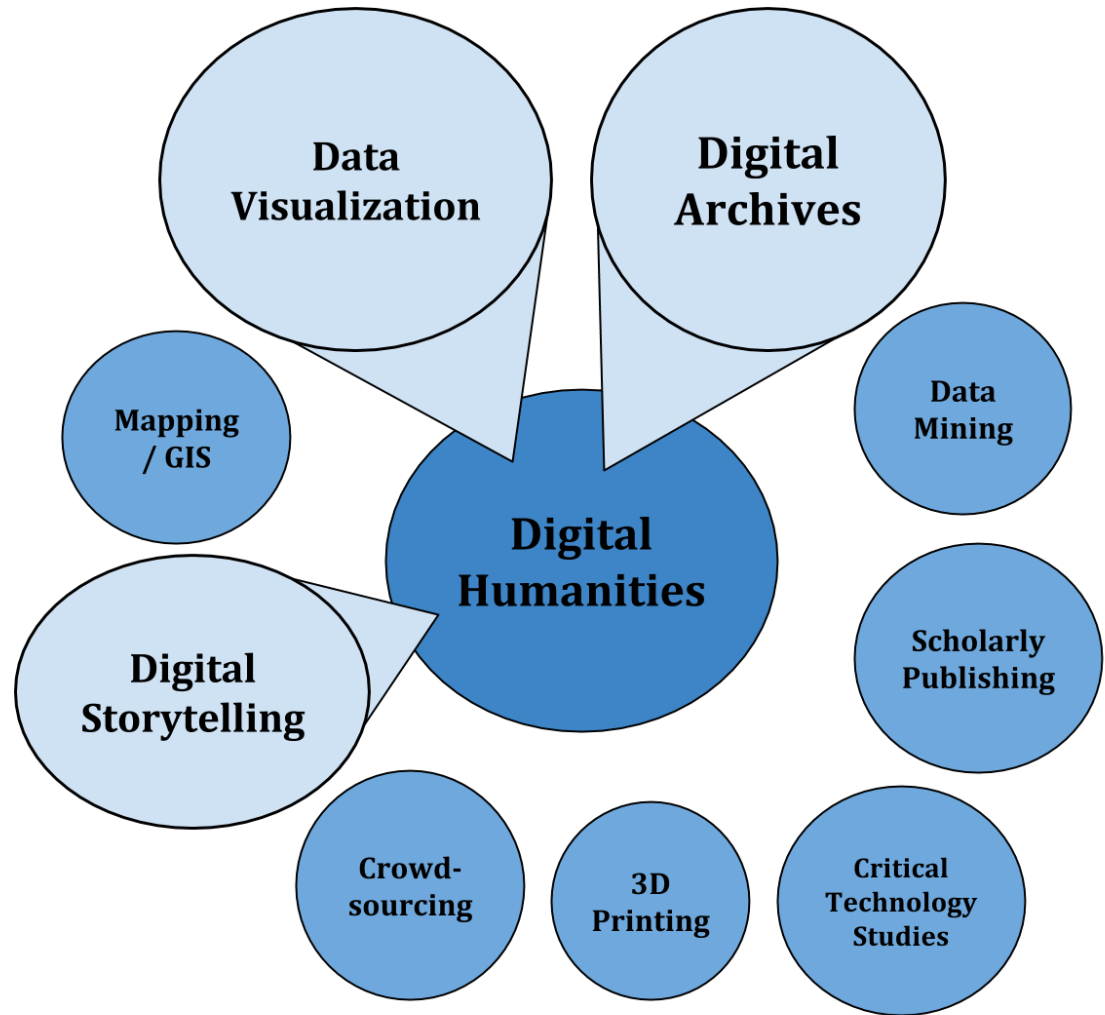 Data
Visualization
Digital
Archives
Mapping
/ GIS
Data
Mining
Digital
Humanities
Scholarly
Publishing
Digital
Storytelling
Crowd-
sourcing
3D
Printing
Critical
Technology
Studies